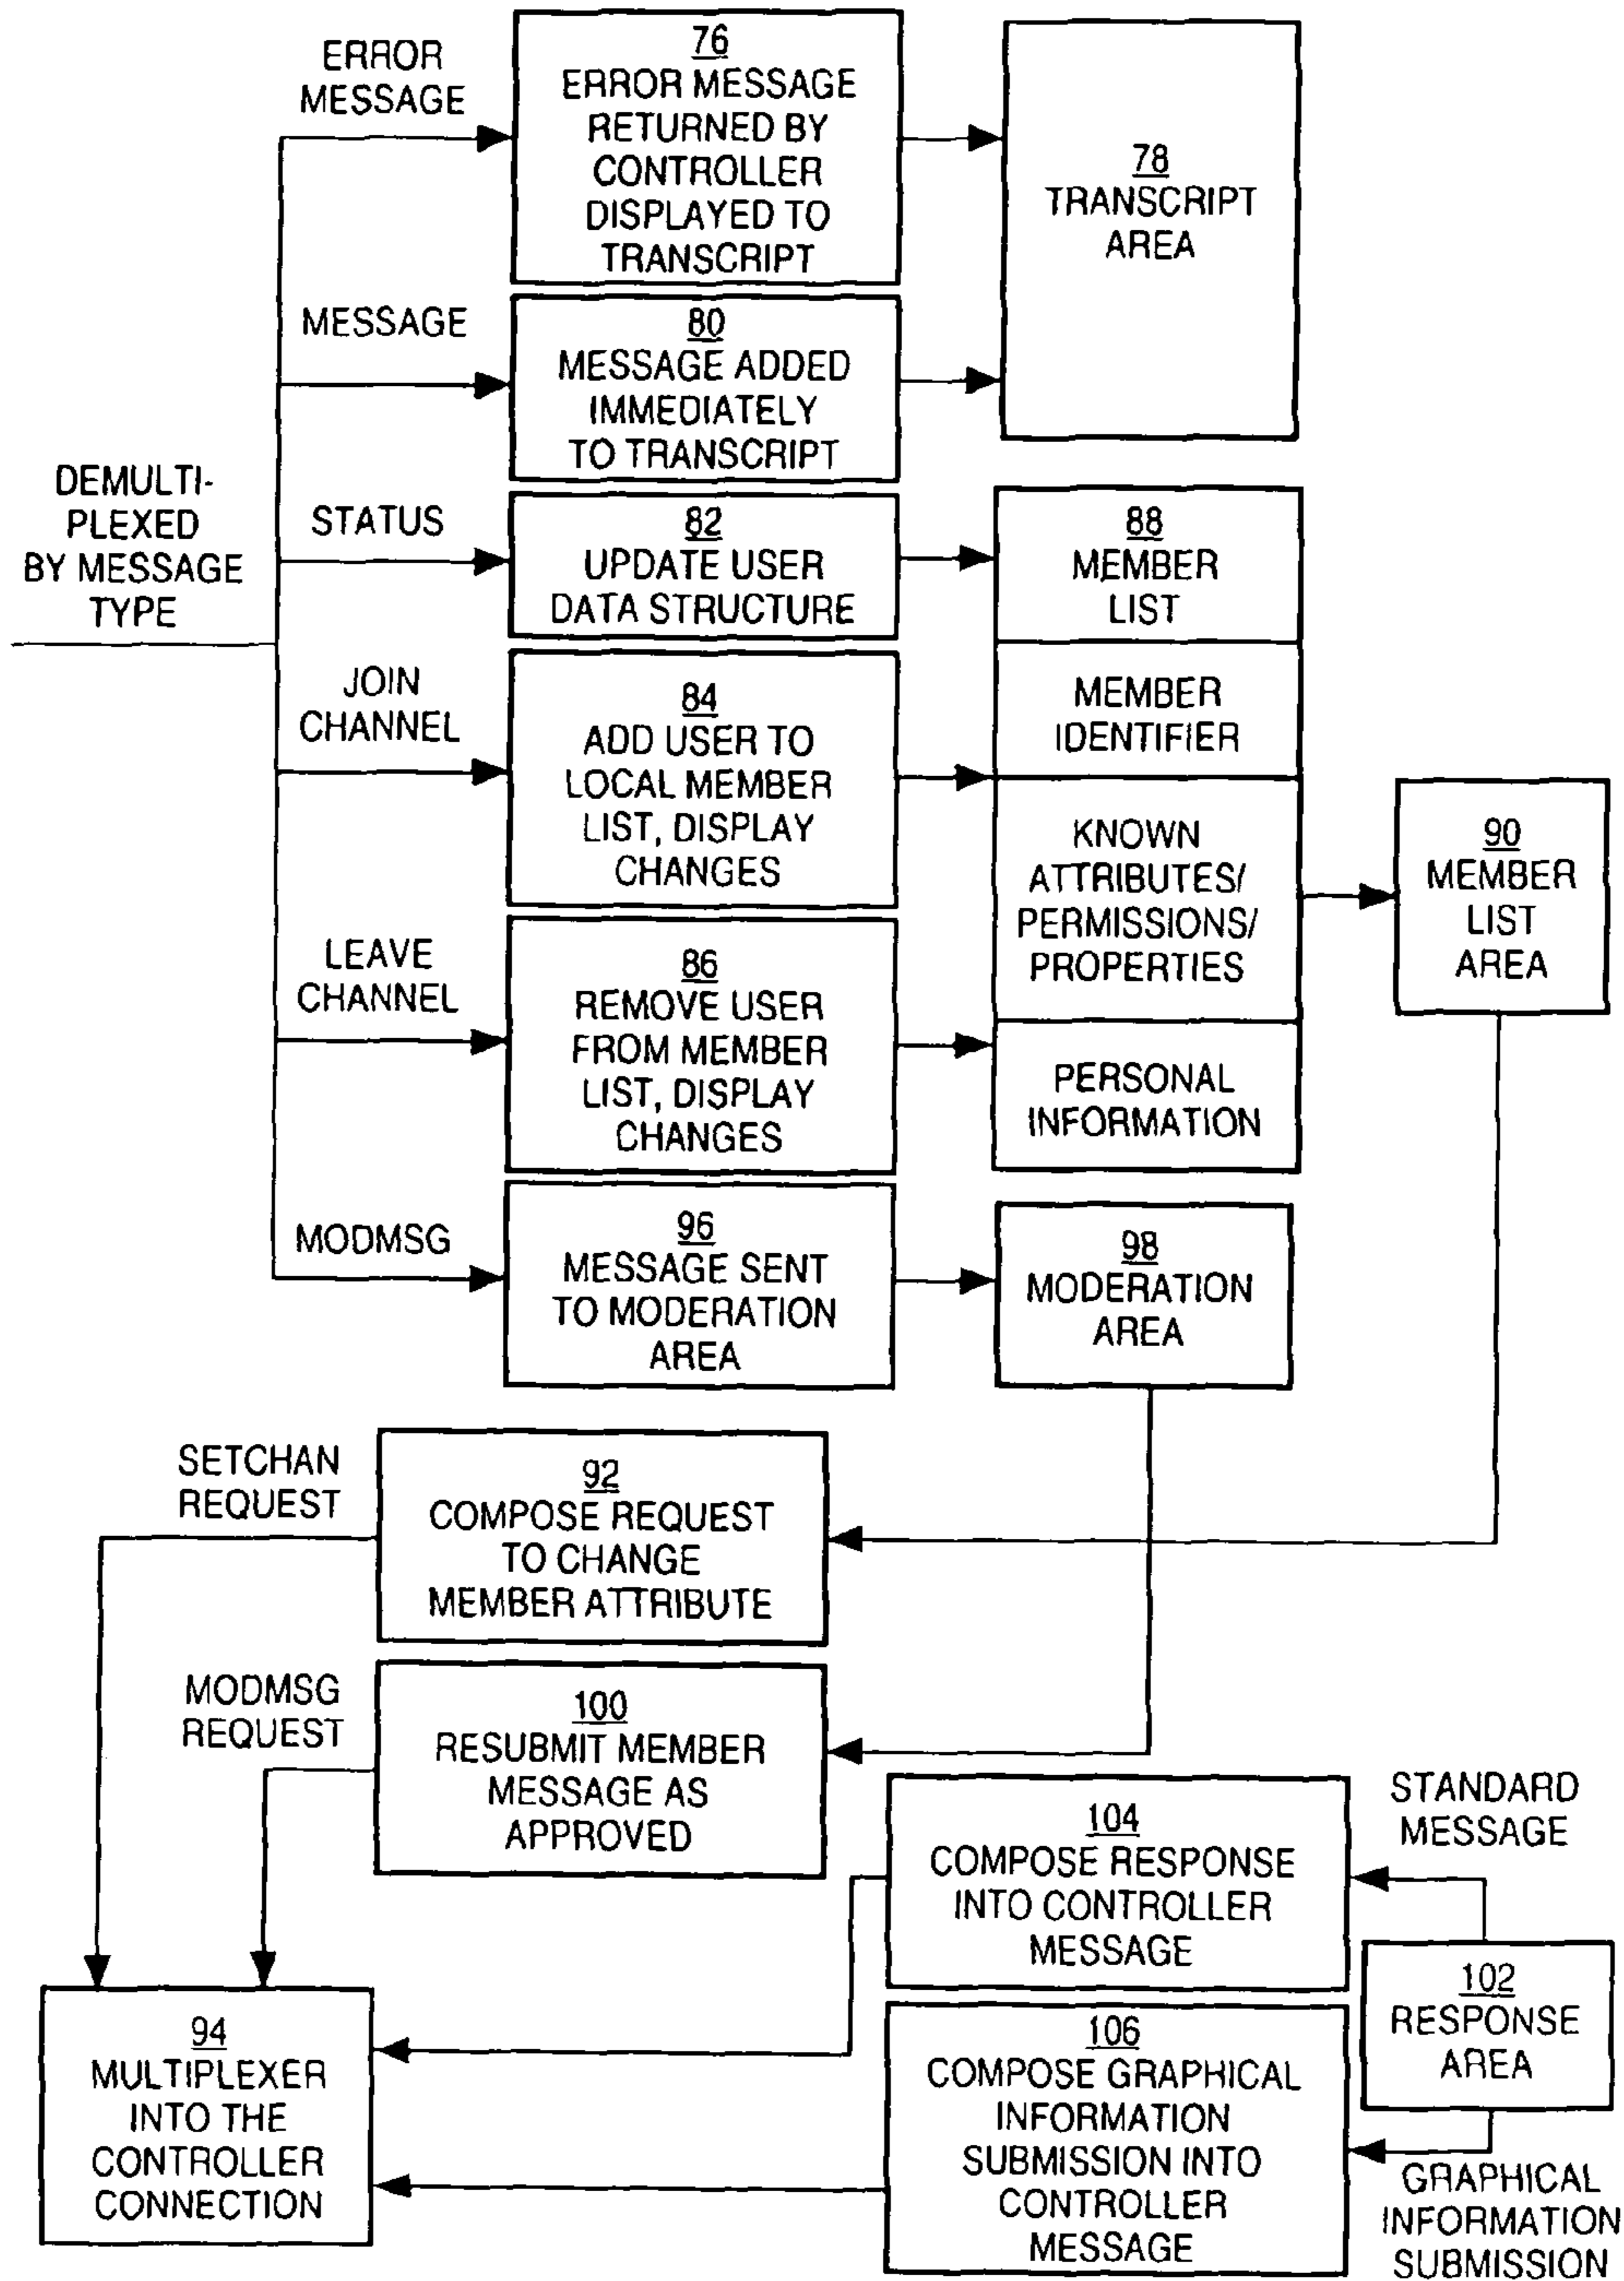 ERROR
MESSAGE
76
ERROR MESSAGE
RETURNED BY
CONTROLLER
DISPLAYED TO
TRANSCRIPT
78
TRANSCRIPT
AREA
MESSAGE
80
MESSAGE ADDED
IMMEDIATELY
TO TRANSCRIPT
DEMULTI-
PLEXED
BY MESSAGE
TYPE
STATUS
82
UPDATE USER
DATA STRUCTURE
88
MEMBER
LIST
MEMBER
IDENTIFIER
KNOWN
ATTRIBUTES/
PERMISSIONS/
PROPERTIES
PERSONAL
INFORMATION
JOIN
CHANNEL
84
ADD USER TO
LOCAL MEMBER
LIST, DISPLAY
CHANGES
90
MEMBER
LIST
AREA
LEAVE
CHANNEL
86
REMOVE USER
FROM MEMBER
LIST, DISPLAY
CHANGES
MODMSG
96
MESSAGE SENT
TO MODERATION
AREA
98
MODERATION
AREA
SETCHAN
REQUEST
92
COMPOSE REQUEST
TO CHANGE
MEMBER ATTRIBUTE
MODMSG
REQUEST
100
RESUBMIT MEMBER
MESSAGE AS
APPROVED
104
COMPOSE RESPONSE
INTO CONTROLLER
MESSAGE
STANDARD
MESSAGE
102
RESPONSE
AREA
94
MULTIPLEXER
INTO THE
CONTROLLER
CONNECTION
106
COMPOSE GRAPHICAL
INFORMATION
SUBMISSION INTO
CONTROLLER
MESSAGE
GRAPHICAL
INFORMATION
SUBMISSION